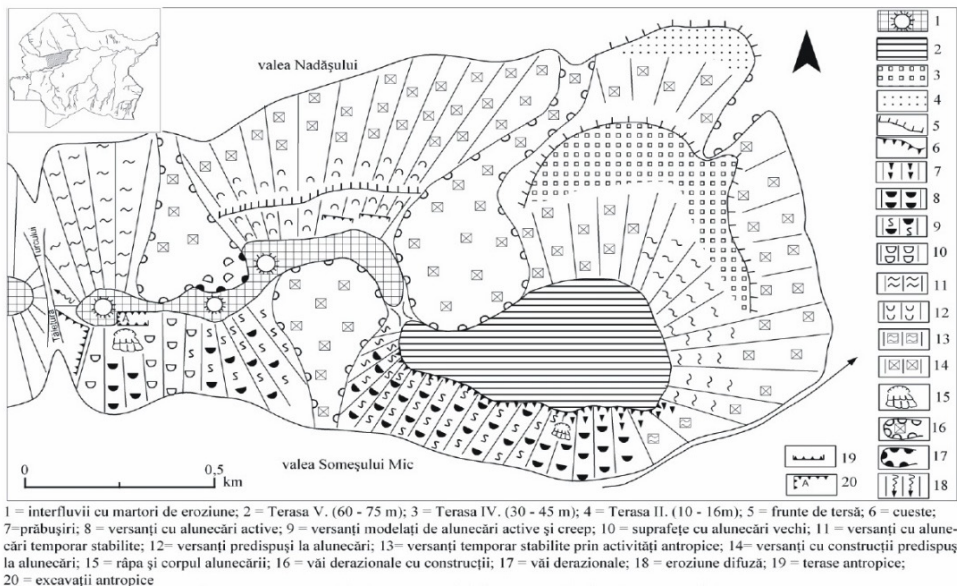 valea Nadășului
1
2
3
4
5
6
7
8
9
10
11
12
13
14
15
16
17
18
19
20
A
A
Turcului
Tăietura
valea Someșului Mic
0 0,5
km
1 = interfluvii cu martori de eroziune; 2 = Terasa V. (60 - 75 m); 3 = Terasa IV. (30 - 45 m); 4 = Terasa II. (10 - 16m); 5 = frunte de tersă; 6 = cueste;
7=prăbușiri; 8 = versanți cu alunecări active; 9 = versanți modelați de alunecări active și creep; 10 = suprafețe cu alunecări vechi; 11 = versanți cu alune-
cări temporar stabilite; 12= versanți predispuși la alunecări; 13= versanți temporar stabilite prin activități antropice; 14= versanți cu construcții predispuș
la alunecări; 15 = râpa și corpul alunecării; 16 = văi derazionale cu construcții; 17 = văi derazionale; 18 = eroziune difuză; 19 = terase antropice;
20 = excavații antropice